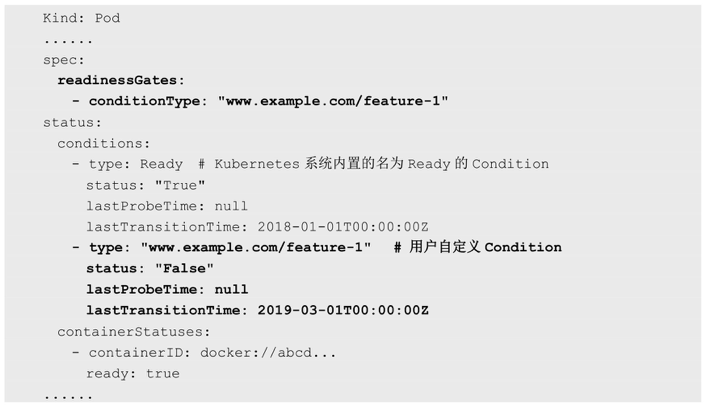 Kind: Pod
......
spec:
  readinessGates:
    - conditionType: "www.example.com/feature-1"
status:
  conditions:
    - type: Ready  # Kubernetes 系统内置的名为 Ready 的 Condition
      status: "True"
      lastProbeTime: null
      lastTransitionTime: 2018-01-01T00:00:00Z
    - type: "www.example.com/feature-1"   # 用户自定义 Condition
      status: "False"
      lastProbeTime: null
      lastTransitionTime: 2019-03-01T00:00:00Z
  containerStatuses:
    - containerID: docker://abcd...
      ready: true
......